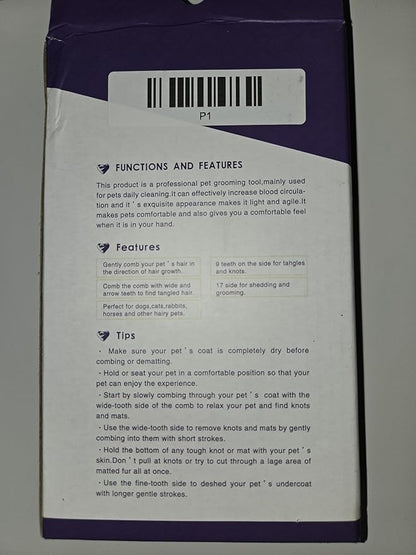 P1
FUNCTIONS AND FEATURES
This product is a professional pet grooming tool,mainly used
for pets daily cleaning.It can effectively increase blood circula-
tion and it's exquisite appearance makes it light and agile.It
makes pets comfortable and also gives you a comfortable feel
when it is in your hand.
Features
Gently comb your pet's hair in
the direction of hair growth.
Comb the comb with wide and
arrow teeth to find tangled hair.
Perfect for dogs,cats,rabbits,
horses and other hairy pets.
9 teeth on the side for tangles
and knots.
17 side for shedding and
grooming.
Tips
· Make sure your pet's coat is completely dry before
combing or dematting.
· Hold or seat your pet in a comfortable position so that your
pet can enjoy the experience.
· Start by slowly combing through your pet's coat with the
wide-tooth side of the comb to relax your pet and find knots
and mats.
· Use the wide-tooth side to remove knots and mats by gently
combing into them with short strokes.
· Hold the bottom of any tough knot or mat with your pet's
skin.Don't pull at knots or try to cut through a lage area of
matted fur all at once.
· Use the fine-tooth side to deshed your pet's undercoat
with longer gentle strokes.